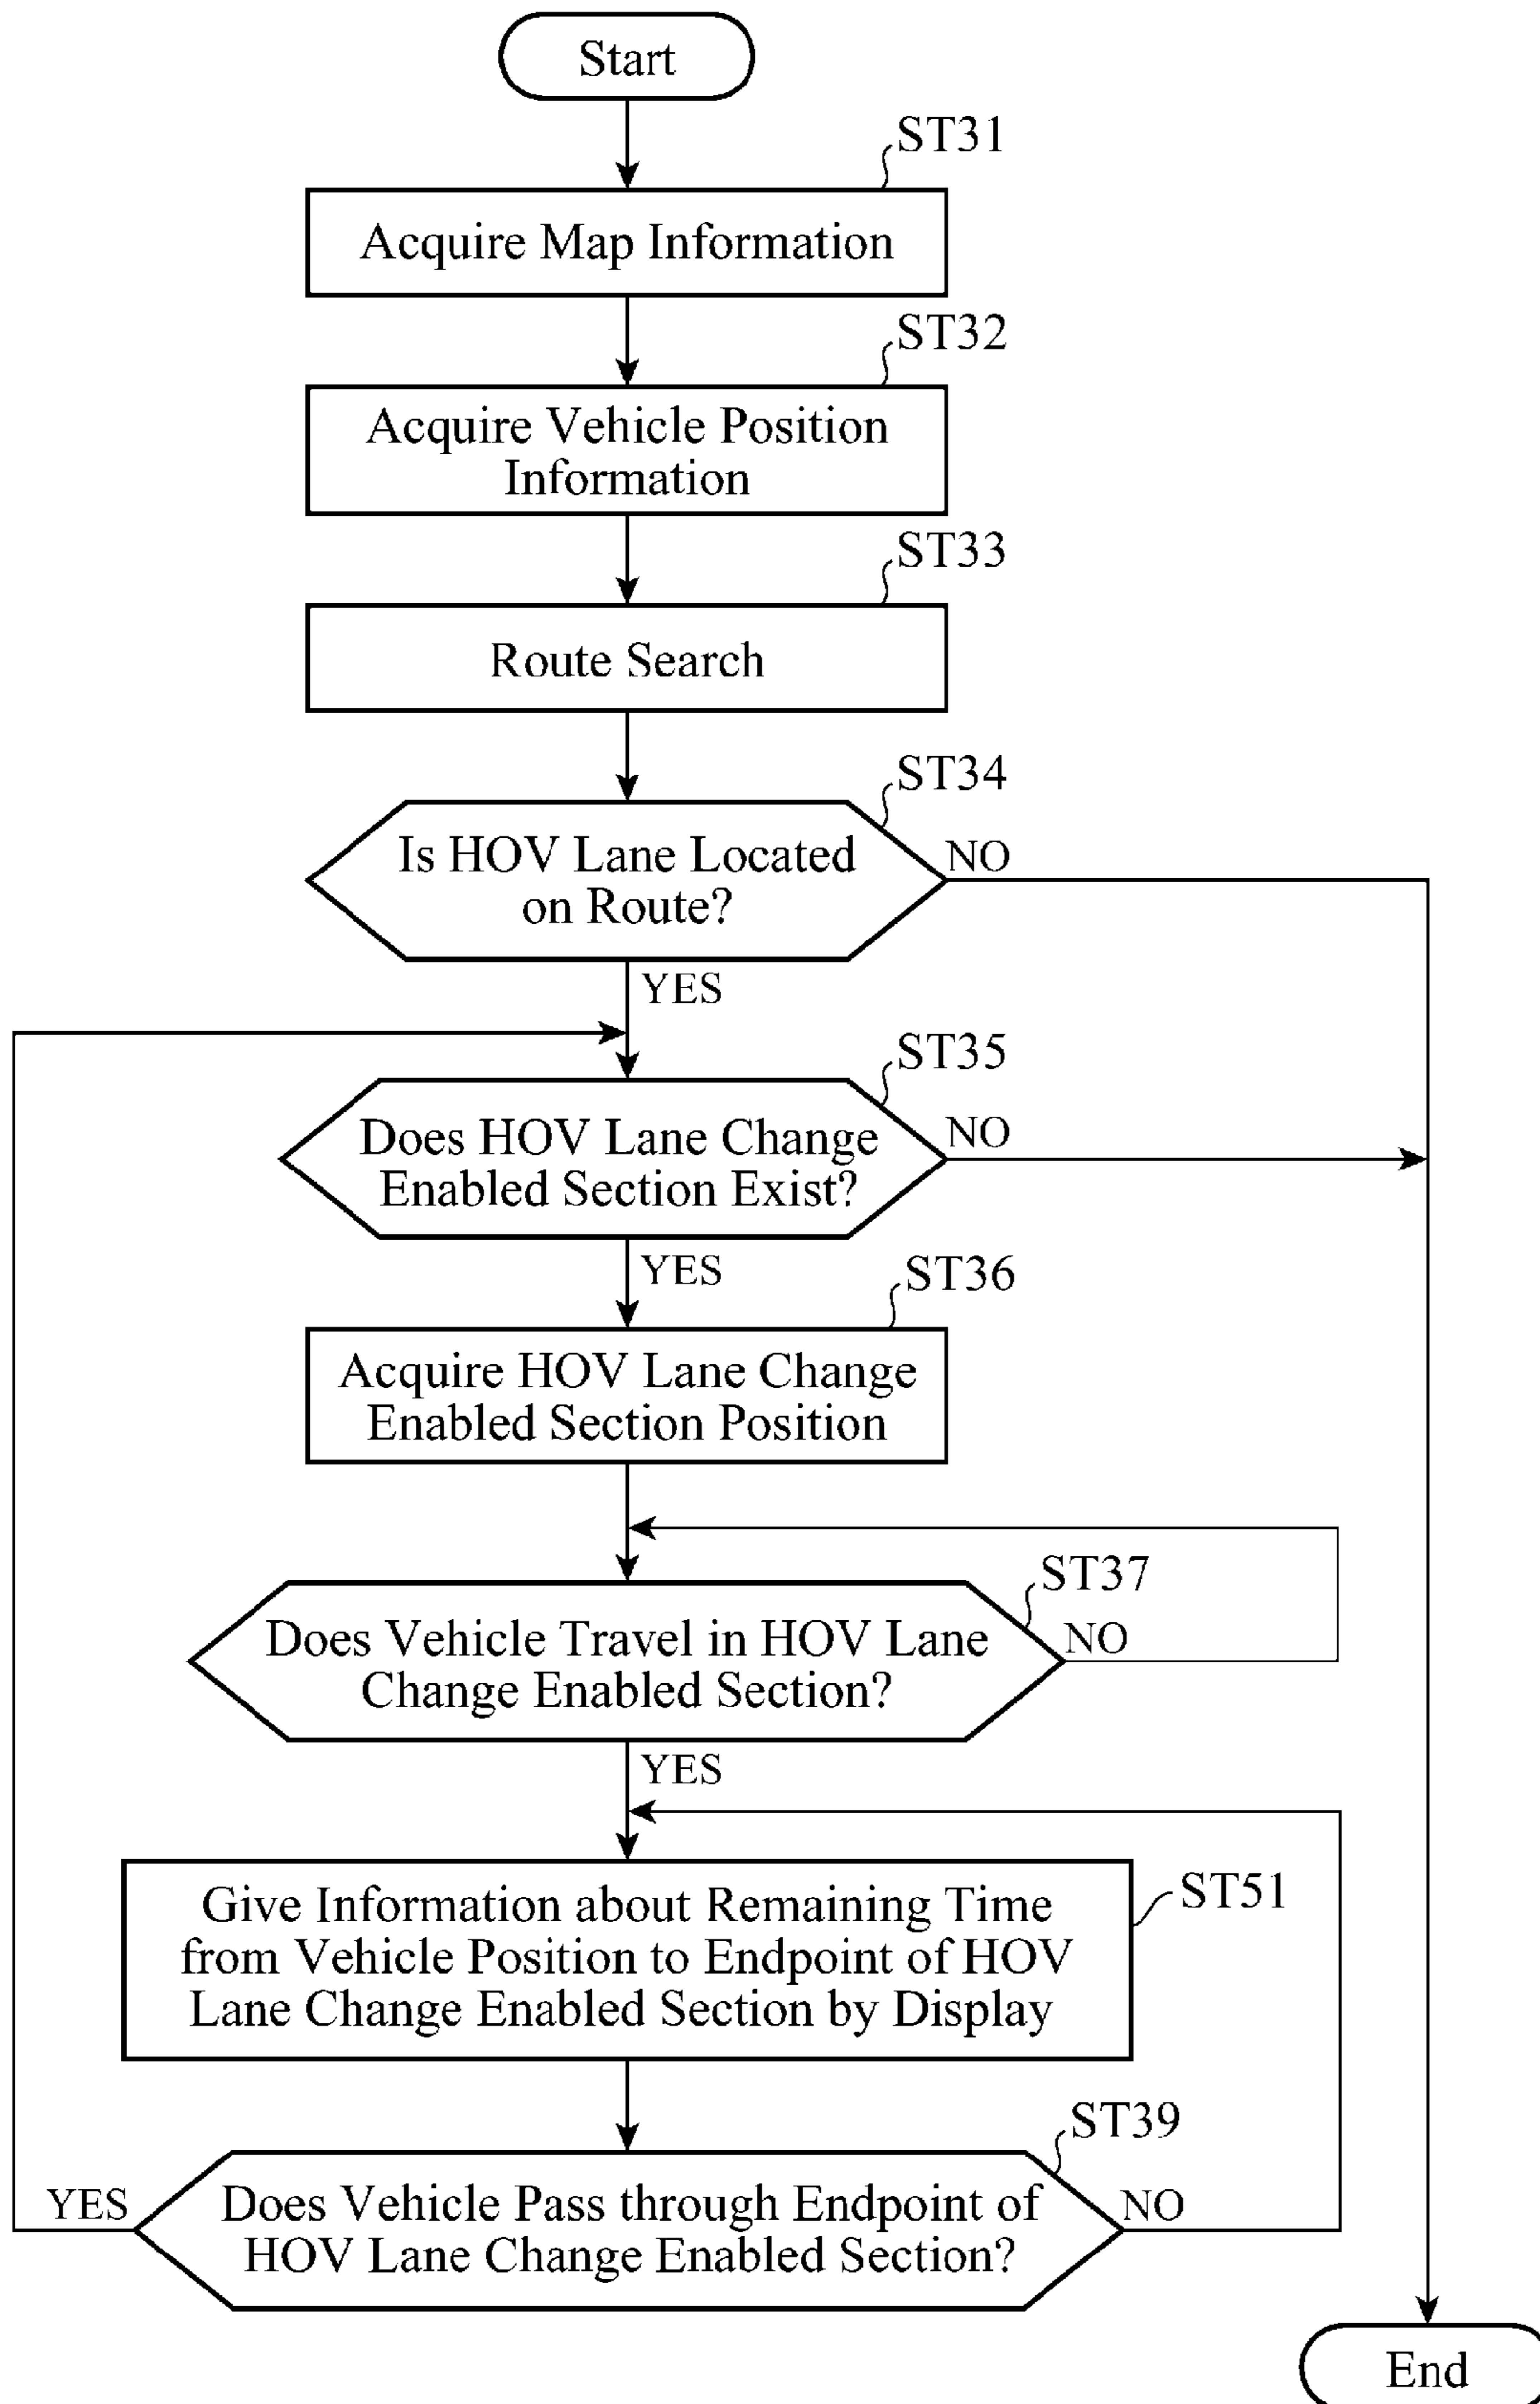 Start
ST31
Acquire Map Information
ST32
Acquire Vehicle Position
Information
ST33
Route Search
ST34
Is HOV Lane Located
on Route?
NO
YES
ST35
Does HOV Lane Change
Enabled Section Exist?
NO
YES
ST36
Acquire HOV Lane Change
Enabled Section Position
ST37
Does Vehicle Travel in HOV Lane
Change Enabled Section?
NO
YES
ST51
Give Information about Remaining Time
from Vehicle Position to Endpoint of HOV
Lane Change Enabled Section by Display
ST39
Does Vehicle Pass through Endpoint of
HOV Lane Change Enabled Section?
YES
NO
End